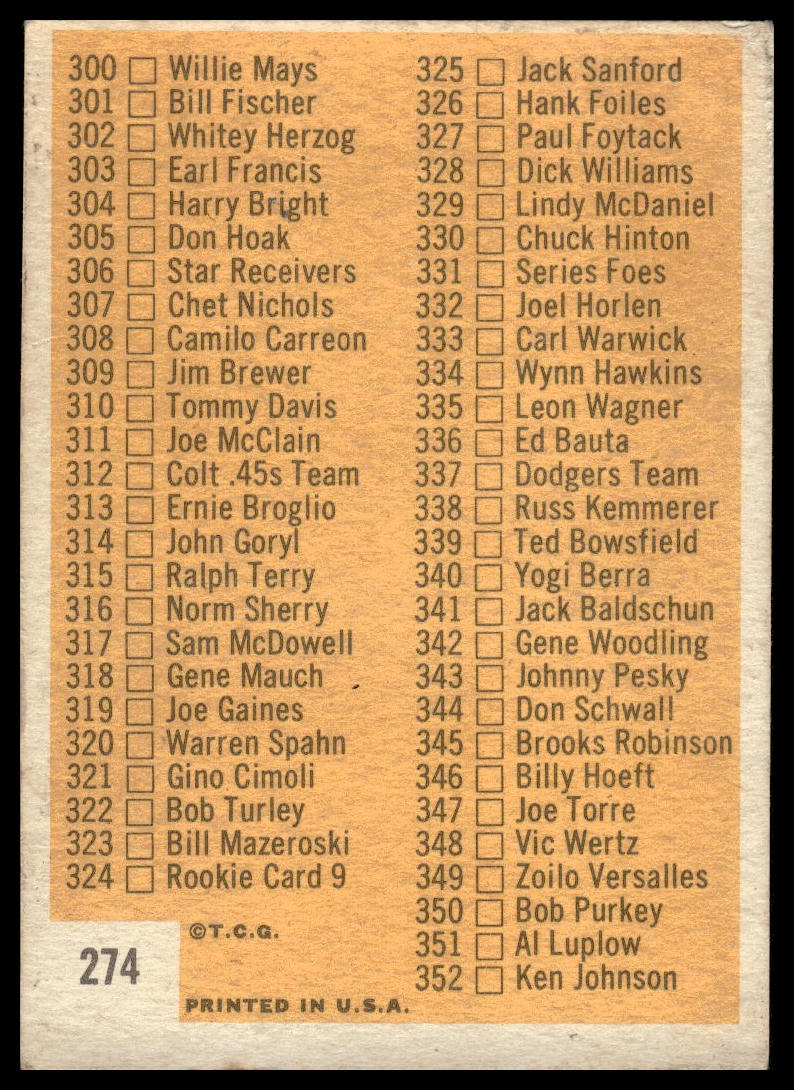 300 Willie Mays
301 Bill Fischer
302 Whitey Herzog
303 Earl Francis
304 Harry Bright
305 Don Hoak
306 Star Receivers
307 Chet Nichols
308 Camilo Carreon
309 Jim Brewer
310 Tommy Davis
311 Joe McClain
312 Colt .45s Team
313 Ernie Broglio
314 John Goryl
315 Ralph Terry
316 Norm Sherry
317 Sam McDowell
318 Gene Mauch
319 Joe Gaines
320 Warren Spahn
321 Gino Cimoli
322 Bob Turley
323 Bill Mazeroski
324 Rookie Card 9
325 Jack Sanford
326 Hank Foiles
327 Paul Foytack
328 Dick Williams
329 Lindy McDaniel
330 Chuck Hinton
331 Series Foes
332 Joel Horlen
333 Carl Warwick
334 Wynn Hawkins
335 Leon Wagner
336 Ed Bauta
337 Dodgers Team
338 Russ Kemmerer
339 Ted Bowsfield
340 Yogi Berra
341 Jack Baldschun
342 Gene Woodling
343 Johnny Pesky
344 Don Schwall
345 Brooks Robinson
346 Billy Hoeft
347 Joe Torre
348 Vic Wertz
349 Zoilo Versalles
350 Bob Purkey
351 Al Luplow
352 Ken Johnson
©T.C.G.
274
PRINTED IN U.S.A.